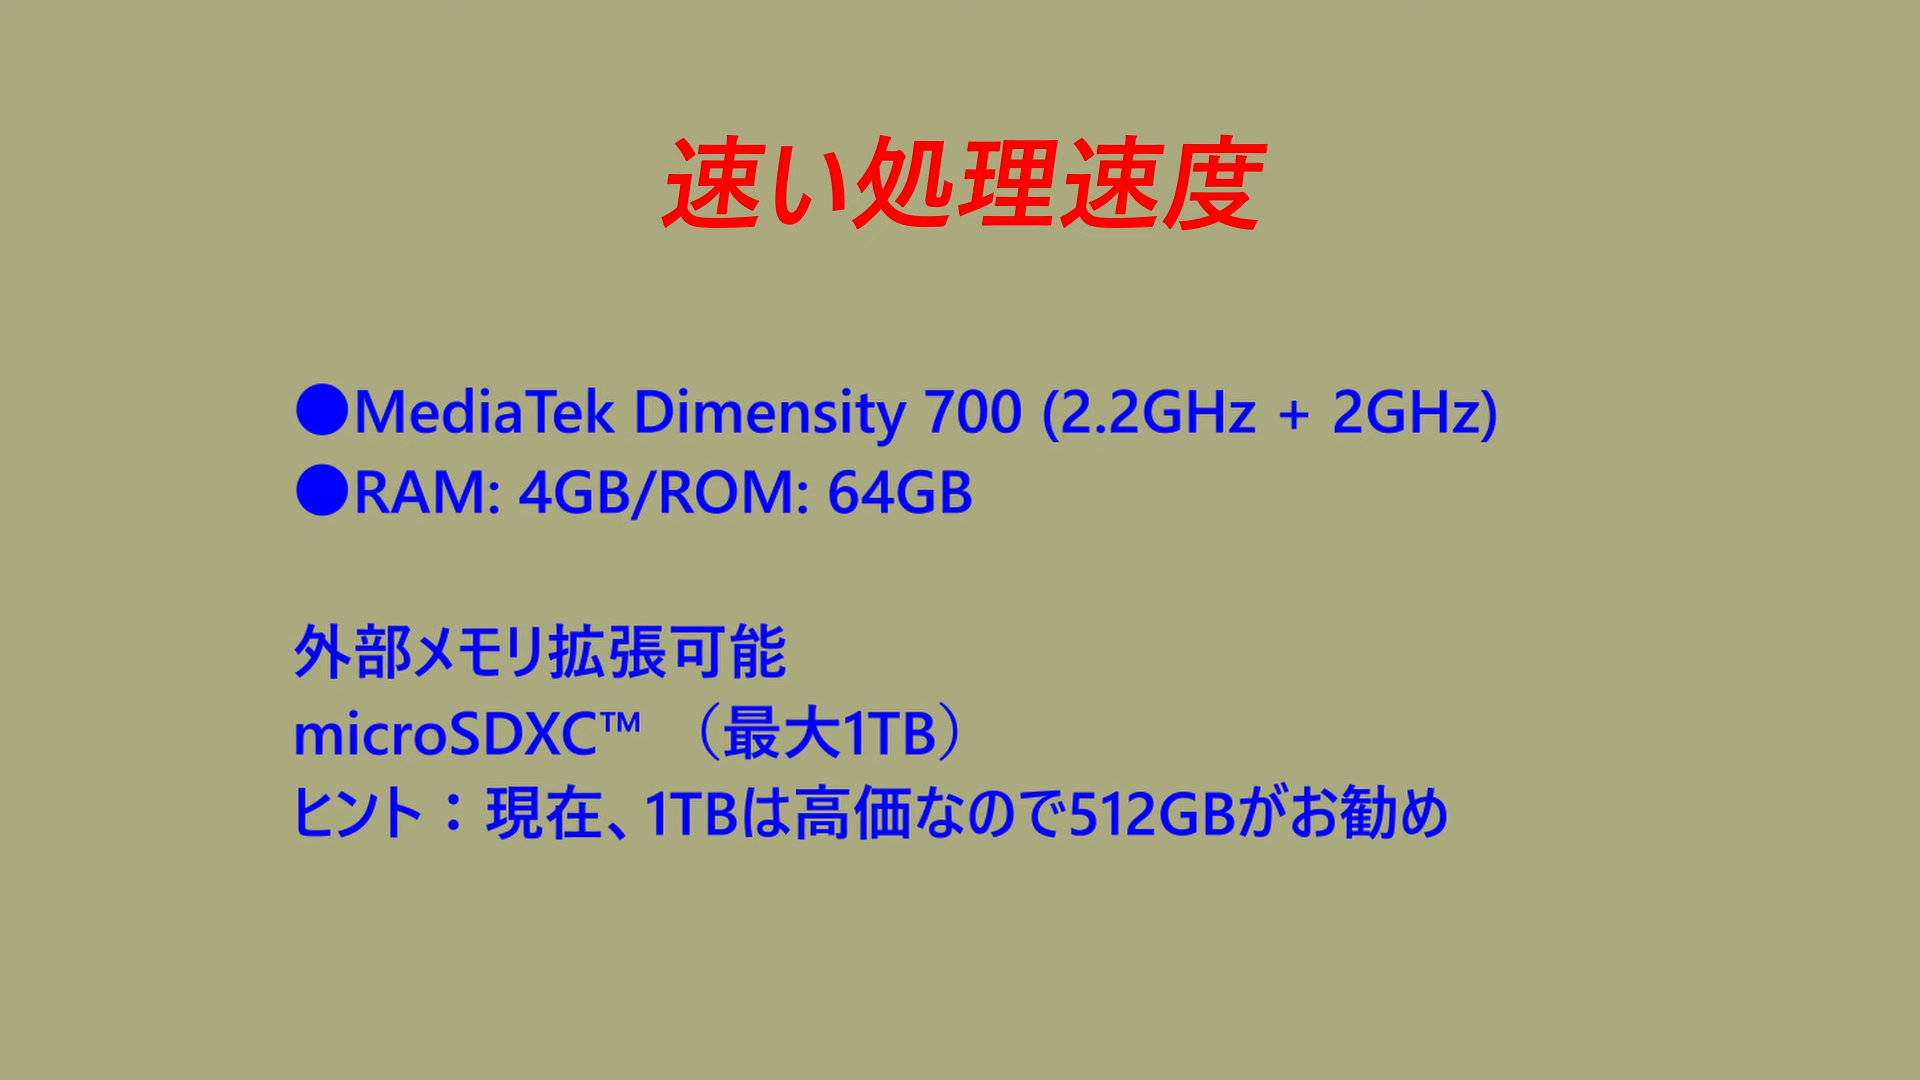 速い処理速度
●MediaTek Dimensity 700 (2.2GHz + 2GHz)
●RAM: 4GB/ROM: 64GB
外部メモリ拡張可能
microSDXC™ （最大1TB）
ヒント：現在、1TBは高価なので512GBがお勧め